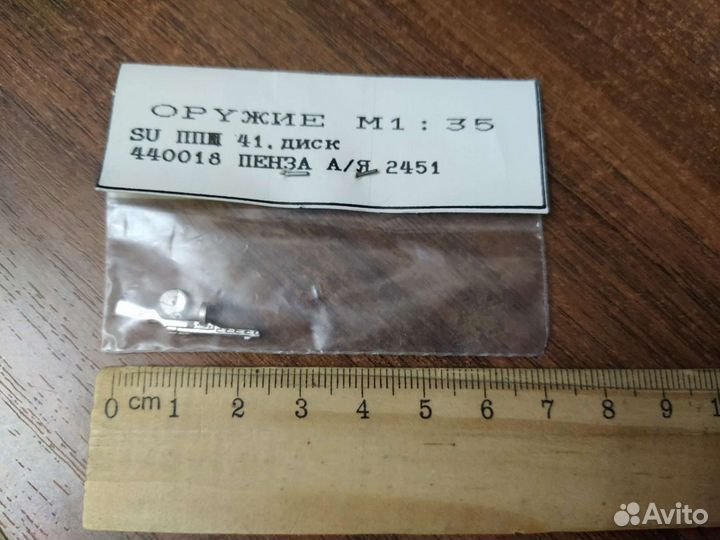 ОРУЖИЕ М1:35
SU ППШ 41. диск
440018 ПЕНЗА А/Я 2451
0 cm 1 2 3 4 5 6 7 8 9 1
Avito